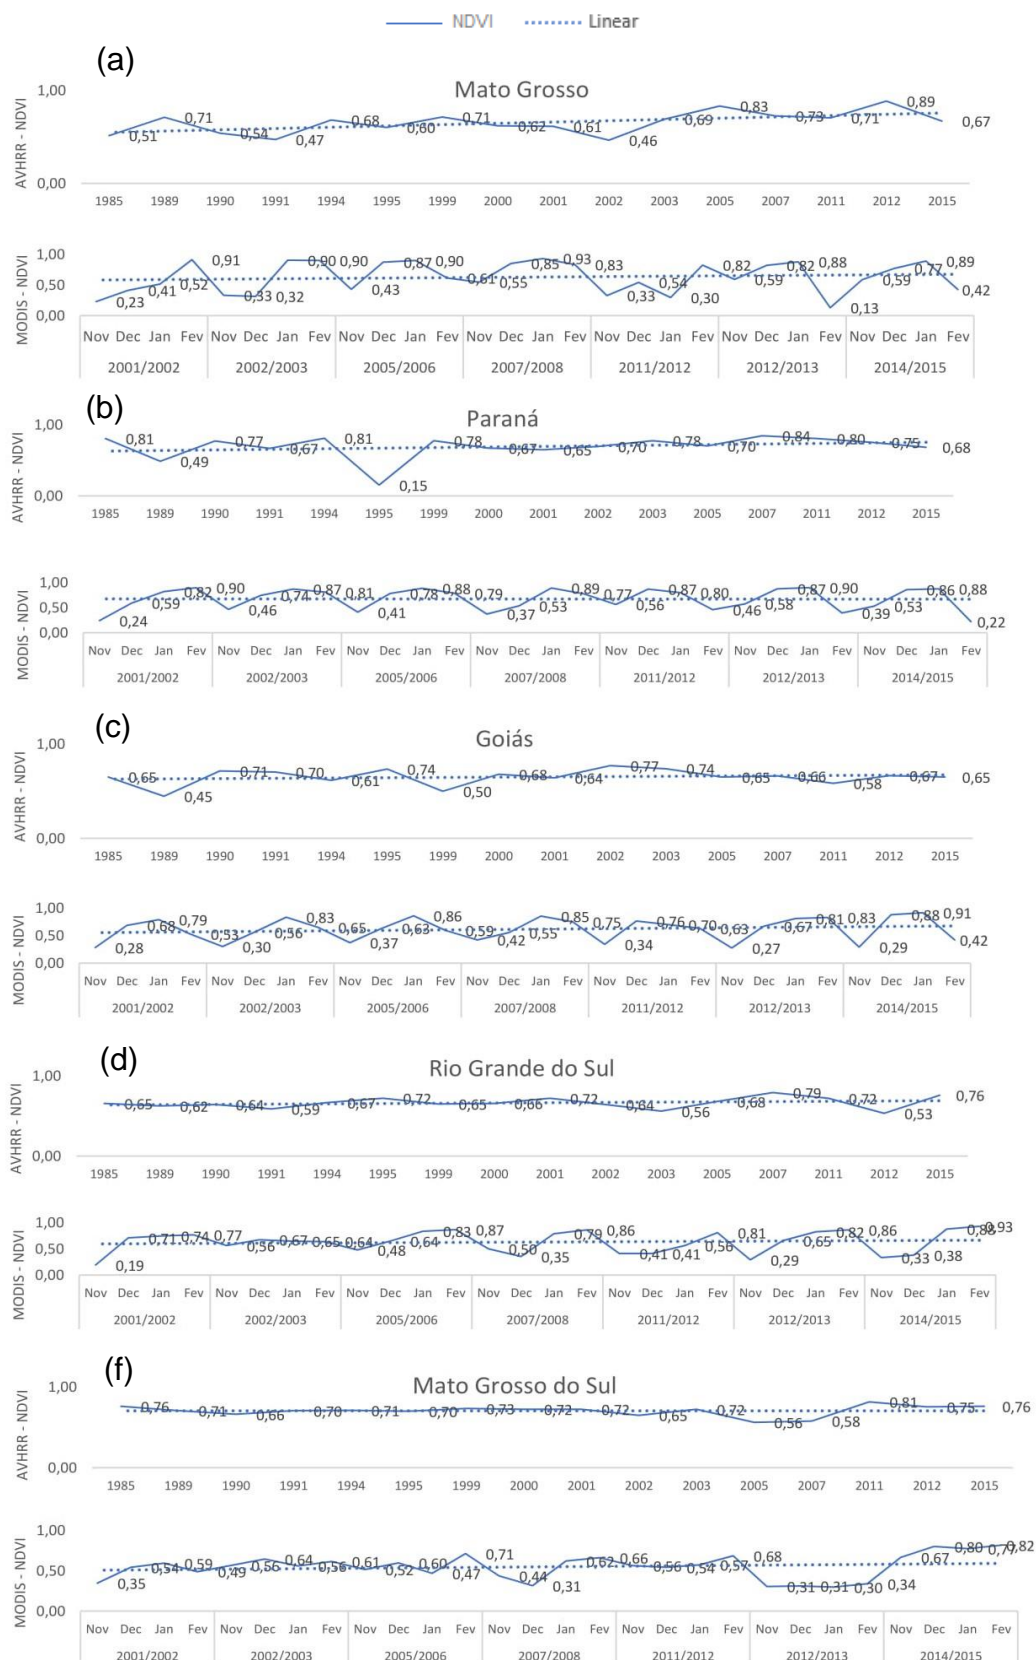 NDVI Linear
(a)
Mato Grosso
AVHRR - NDVI
1,00
0,00
0,51 0,71 0,54 0,47 0,68 0,60 0,71 0,62 0,61 0,46 0,69 0,83 0,73 0,71 0,89 0,67
1985 1989 1990 1991 1994 1995 1999 2000 2001 2002 2005 2007 2011 2012 2015
MODIS - NDVI
1,00
0,50
0,00
0,23 0,41 0,52 0,91 0,33 0,32 0,90 0,90 0,43 0,87 0,90 0,61 0,55 0,85 0,93 0,83 0,33 0,54 0,30 0,82 0,59 0,82 0,88 0,13 0,59 0,77 0,89 0,42
Nov Dec Jan Fev Nov Dec Jan Fev Nov Dec Jan Fev Nov Dec Jan Fev Nov Dec Jan Fev Nov Dec Jan Fev Nov Dec Jan Fev
2001/2002 2002/2003 2005/2006 2007/2008 2011/2012 2012/2013 2014/2015
(b)
Paraná
AVHRR - NDVI
1,00
0,00
0,81 0,49 0,77 0,67 0,81 0,15 0,78 0,67 0,65 0,70 0,78 0,70 0,84 0,80 0,75 0,68
1985 1989 1990 1991 1994 1995 1999 2000 2001 2002 2003 2005 2007 2011 2012 2015
MODIS - NDVI
1,00
0,50
0,00
0,24 0,59 0,82 0,90 0,46 0,74 0,87 0,81 0,41 0,78 0,88 0,79 0,37 0,53 0,89 0,77 0,56 0,87 0,80 0,46 0,58 0,87 0,90 0,39 0,53 0,86 0,88 0,22
Nov Dec Jan Fev Nov Dec Jan Fev Nov Dec Jan Fev Nov Dec Jan Fev Nov Dec Jan Fev Nov Dec Jan Fev Nov Dec Jan Fev
2001/2002 2002/2003 2005/2006 2007/2008 2011/2012 2012/2013 2014/2015
(c)
Goiás
AVHRR - NDVI
1,00
0,00
0,65 0,45 0,71 0,70 0,61 0,74 0,50 0,68 0,64 0,77 0,74 0,65 0,66 0,58 0,67 0,65
1985 1989 1990 1991 1994 1995 1999 2000 2001 2002 2003 2005 2007 2011 2012 2015
MODIS - NDVI
1,00
0,50
0,00
0,28 0,68 0,79 0,53 0,30 0,56 0,83 0,65 0,37 0,63 0,86 0,59 0,42 0,55 0,85 0,75 0,34 0,76 0,70 0,63 0,27 0,67 0,81 0,83 0,29 0,88 0,91 0,42
Nov Dec Jan Fev Nov Dec Jan Fev Nov Dec Jan Fev Nov Dec Jan Fev Nov Dec Jan Fev Nov Dec Jan Fev Nov Dec Jan Fev
2001/2002 2002/2003 2005/2006 2007/2008 2011/2012 2012/2013 2014/2015
(d)
Rio Grande do Sul
AVHRR - NDVI
1,00
0,00
0,65 0,62 0,64 0,59 0,67 0,72 0,65 0,66 0,72 0,64 0,56 0,68 0,79 0,72 0,53 0,76
1985 1989 1990 1991 1994 1995 1999 2000 2001 2002 2003 2005 2007 2011 2012 2015
MODIS - NDVI
1,00
0,50
0,00
0,19 0,71 0,74 0,77 0,56 0,67 0,65 0,64 0,48 0,64 0,83 0,87 0,50 0,35 0,79 0,86 0,41 0,41 0,56 0,81 0,29 0,65 0,82 0,86 0,33 0,38 0,88 0,93
Nov Dec Jan Fev Nov Dec Jan Fev Nov Dec Jan Fev Nov Dec Jan Fev Nov Dec Jan Fev Nov Dec Jan Fev Nov Dec Jan Fev
2001/2002 2002/2003 2005/2006 2007/2008 2011/2012 2012/2013 2014/2015
(f)
Mato Grosso do Sul
AVHRR - NDVI
1,00
0,00
0,76 0,71 0,66 0,70 0,71 0,70 0,73 0,72 0,72 0,65 0,72 0,56 0,58 0,81 0,75 0,76
1985 1989 1990 1991 1994 1995 1999 2000 2001 2002 2003 2005 2007 2011 2012 2015
MODIS - NDVI
1,00
0,50
0,00
0,35 0,54 0,59 0,49 0,56 0,64 0,56 0,61 0,52 0,60 0,47 0,71 0,44 0,31 0,62 0,66 0,56 0,54 0,57 0,68 0,31 0,31 0,30 0,34 0,67 0,80 0,77 0,82
Nov Dec Jan Fev Nov Dec Jan Fev Nov Dec Jan Fev Nov Dec Jan Fev Nov Dec Jan Fev Nov Dec Jan Fev Nov Dec Jan Fev
2001/2002 2002/2003 2005/2006 2007/2008 2011/2012 2012/2013 2014/2015